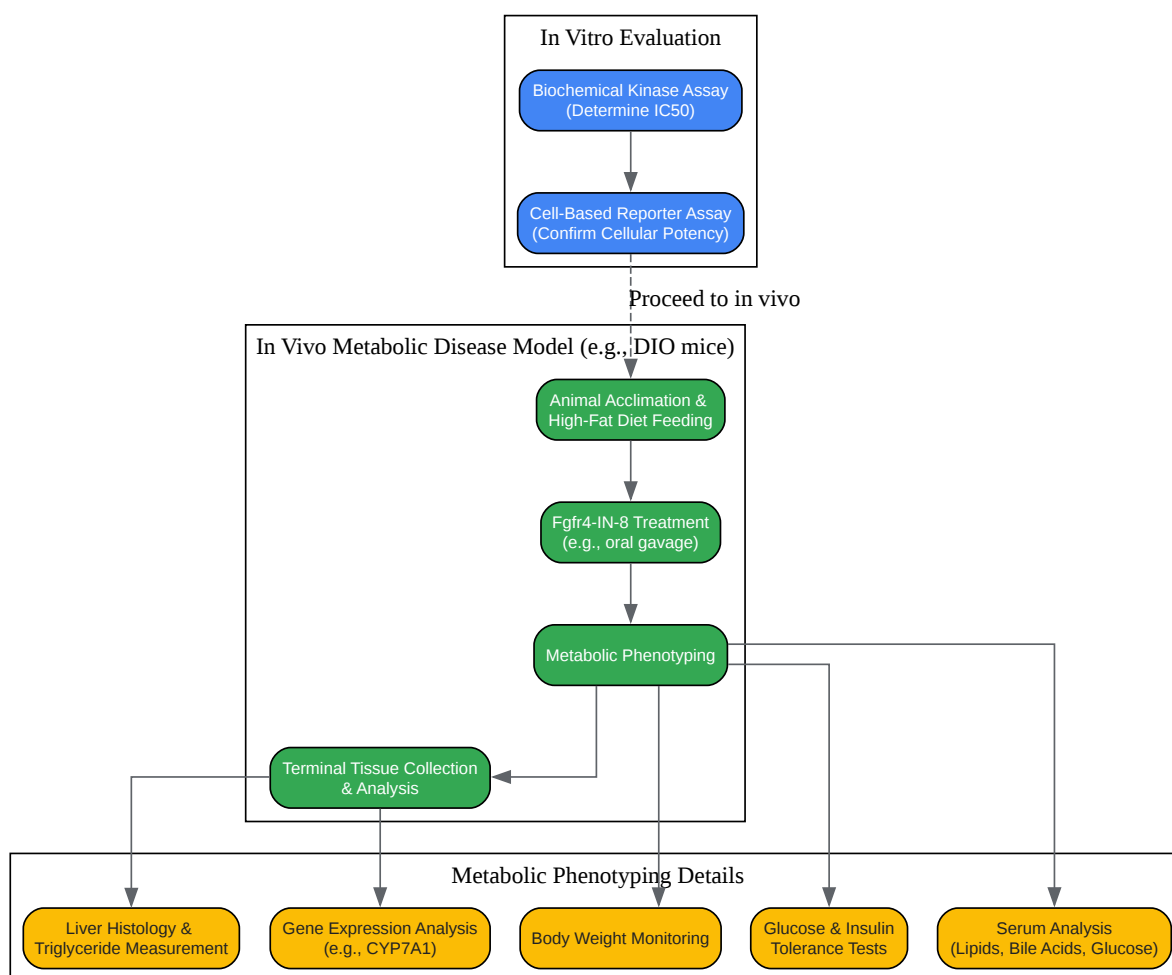 In Vitro Evaluation
Biochemical Kinase Assay
(Determine IC50)
Cell-Based Reporter Assay
(Confirm Cellular Potency)
Proceed to in vivo
In Vivo Metabolic Disease Model (e.g., DIO mice)
Animal Acclimation &
High-Fat Diet Feeding
Fgfr4-IN-8 Treatment
(e.g., oral gavage)
Metabolic Phenotyping
Terminal Tissue Collection
& Analysis
Metabolic Phenotyping Details
Liver Histology &
Triglyceride Measurement
Gene Expression Analysis
(e.g., CYP7A1)
Body Weight Monitoring
Glucose & Insulin
Tolerance Tests
Serum Analysis
(Lipids, Bile Acids, Glucose)